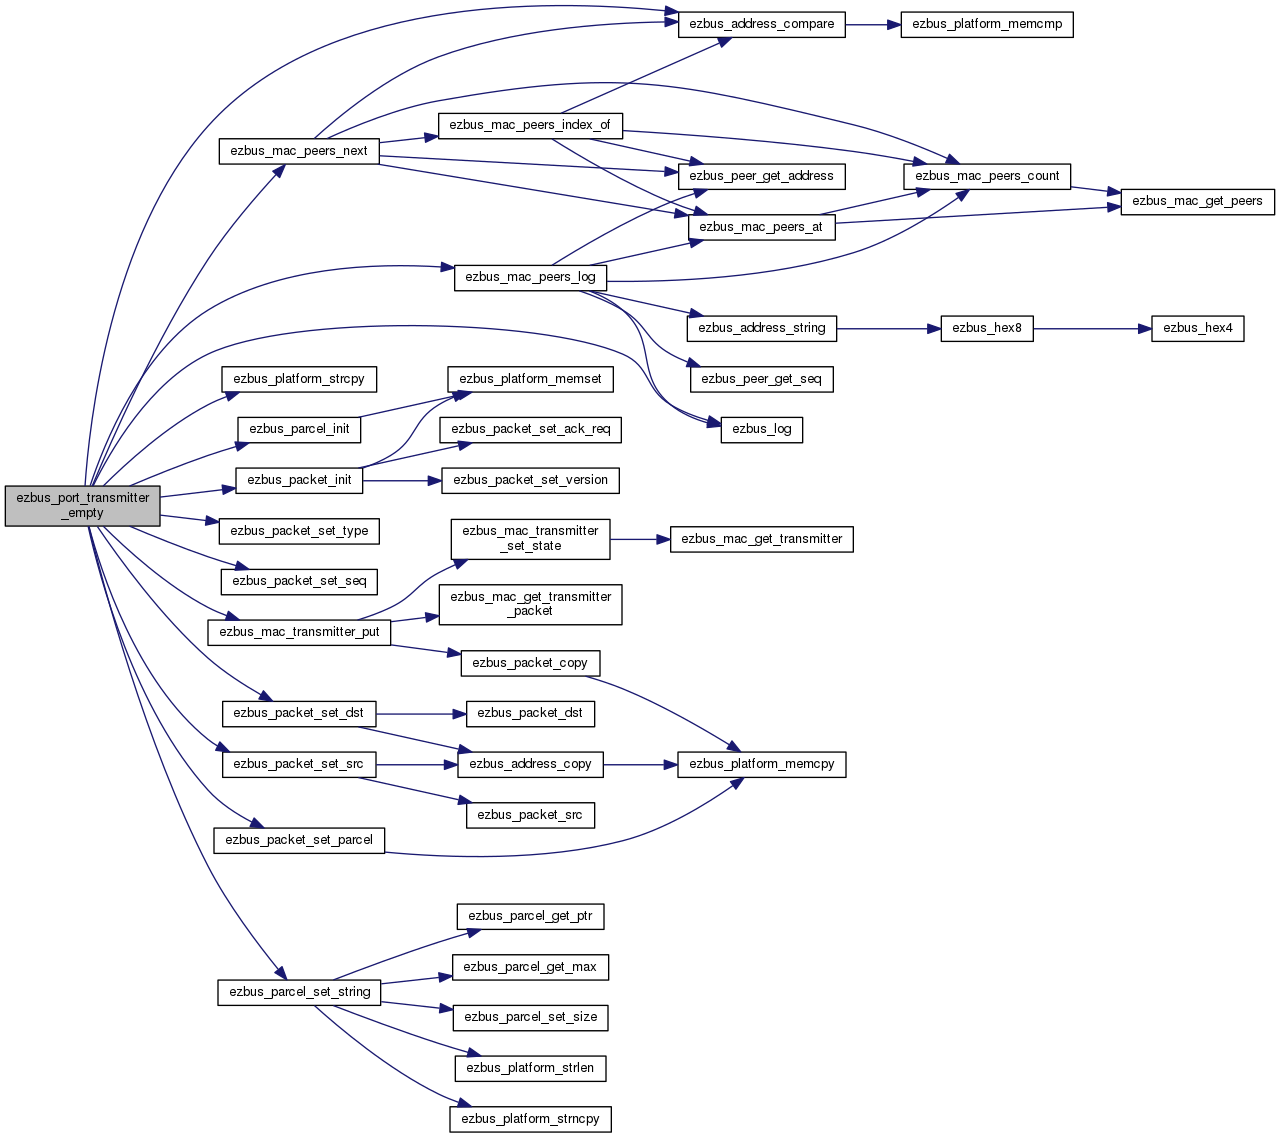 ezbus_address_compare
ezbus_platform_memcmp
ezbus_mac_peers_index_of
ezbus_mac_peers_next
ezbus_peer_get_address
ezbus_mac_peers_count
ezbus_mac_get_peers
ezbus_mac_peers_at
ezbus_mac_peers_log
ezbus_address_string
ezbus_hex8
ezbus_hex4
ezbus_platform_strcpy
ezbus_platform_memset
ezbus_peer_get_seq
ezbus_parcel_init
ezbus_packet_set_ack_req
ezbus_log
ezbus_packet_init
ezbus_packet_set_version
ezbus_port_transmitter
_empty
ezbus_packet_set_type
ezbus_mac_transmitter
_set_state
ezbus_mac_get_transmitter
ezbus_packet_set_seq
ezbus_mac_get_transmitter
_packet
ezbus_mac_transmitter_put
ezbus_packet_copy
ezbus_packet_set_dst
ezbus_packet_dst
ezbus_packet_set_src
ezbus_address_copy
ezbus_platform_memcpy
ezbus_packet_src
ezbus_packet_set_parcel
ezbus_parcel_get_ptr
ezbus_parcel_get_max
ezbus_parcel_set_string
ezbus_parcel_set_size
ezbus_platform_strlen
ezbus_platform_strncpy